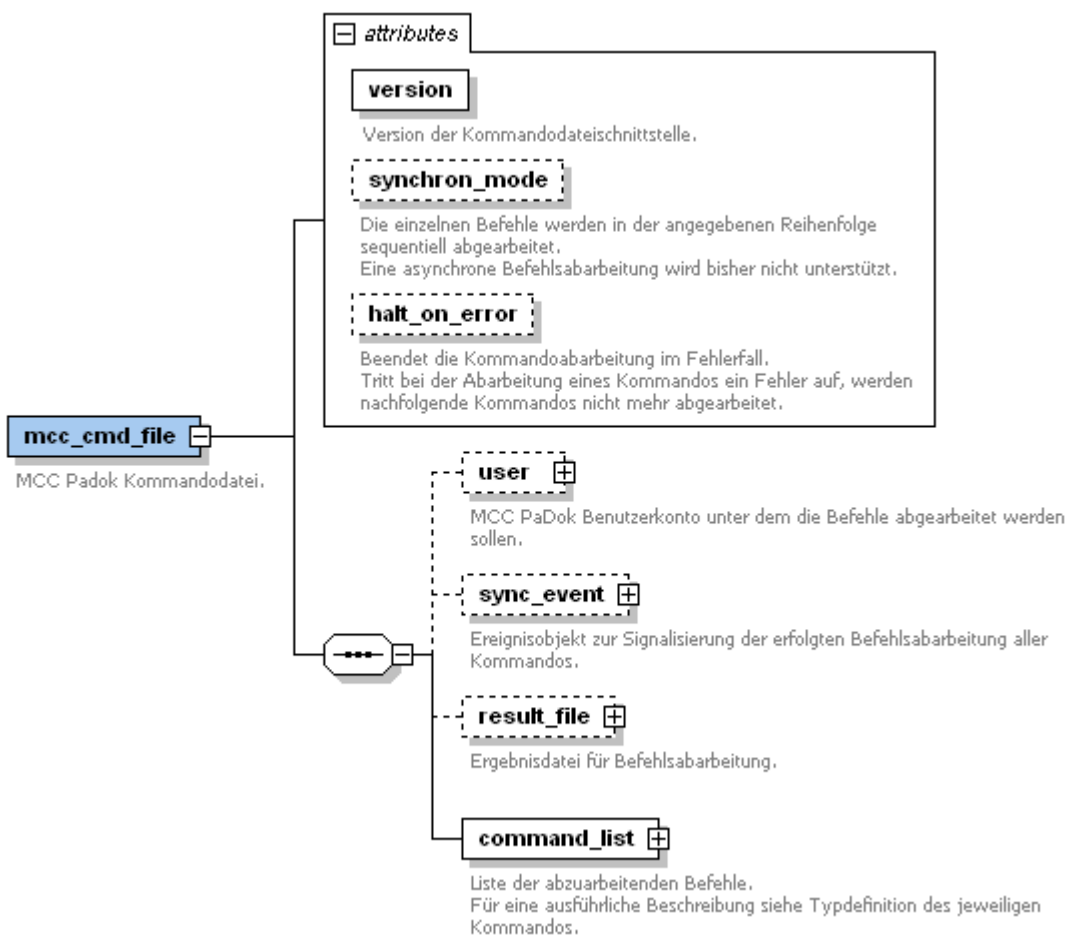 attributes
version
Version der Kommandodateischnittstelle.
synchron_mode
Die einzelnen Befehle werden in der angegebenen Reihenfolge
sequentiell abgearbeitet.
Eine asynchrone Befehlsabarbeitung wird bisher nicht unterstützt.
halt_on_error
Beendet die Kommandoabarbeitung im Fehlerfall.
Tritt bei der Abarbeitung eines Kommandos ein Fehler auf, werden
nachfolgende Kommandos nicht mehr abgearbeitet.
mcc_cmd_file
MCC Padok Kommandodatei.
user
MCC PaDok Benutzerkonto unter dem die Befehle abgearbeitet werden
sollen.
sync_event
Ereignisobjekt zur Signalisierung der erfolgten Befehlsabarbeitung aller
Kommandos.
result_file
Ergebnisdatei für Befehlsabarbeitung.
command_list
Liste der abzuarbeitenden Befehle.
Für eine ausführliche Beschreibung siehe Typdefinition des jeweiligen
Kommandos.